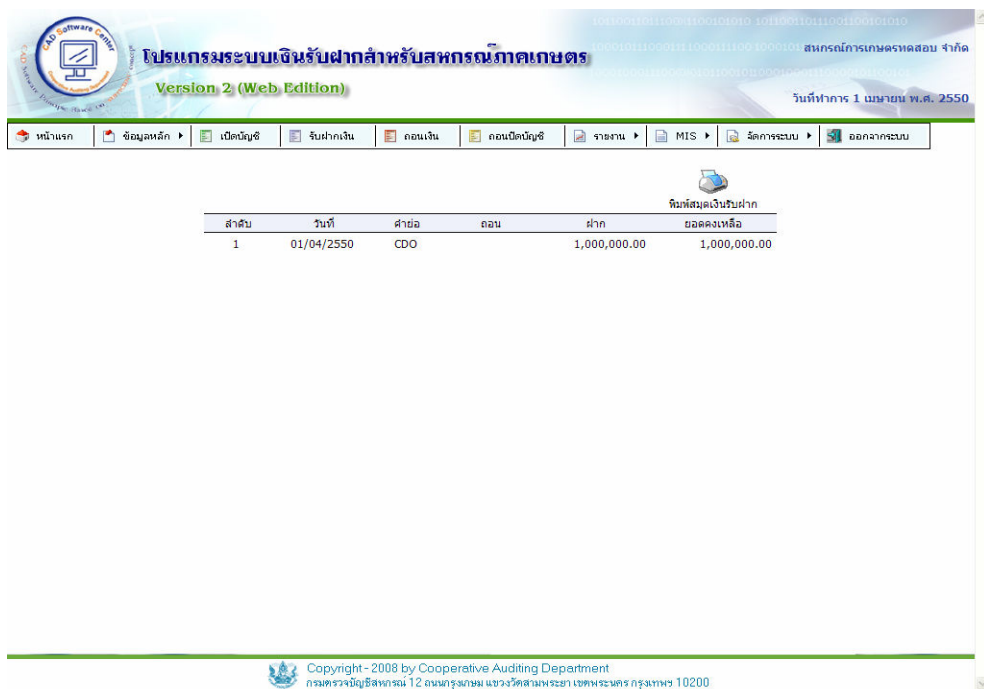 CAD Software Center
โปรแกรมระบบเงินรับฝากสำหรับสหกรณ์ภาคเกษตร
Version 2 (Web Edition)
สหกรณ์การเกษตรทดสอบ จำกัด
วันที่ทำการ 1 เมษายน พ.ศ. 2550
หน้าแรก ข้อมูลหลัก เปิดบัญชี รับฝากเงิน ถอนเงิน ถอนปิดบัญชี รายงาน MIS จัดการระบบ ออกจากระบบ
พิมพ์สมุดเงินรับฝาก
ลำดับ วันที่ คำย่อ ถอน ฝาก ยอดคงเหลือ
1 01/04/2550 CDO 1,000,000.00 1,000,000.00
Copyright - 2008 by Cooperative Auditing Department
กรมตรวจบัญชีสหกรณ์ 12 ถนนกรุงเกษม แขวงวัดสามพระยา เขตพระนคร กรุงเทพฯ 10200